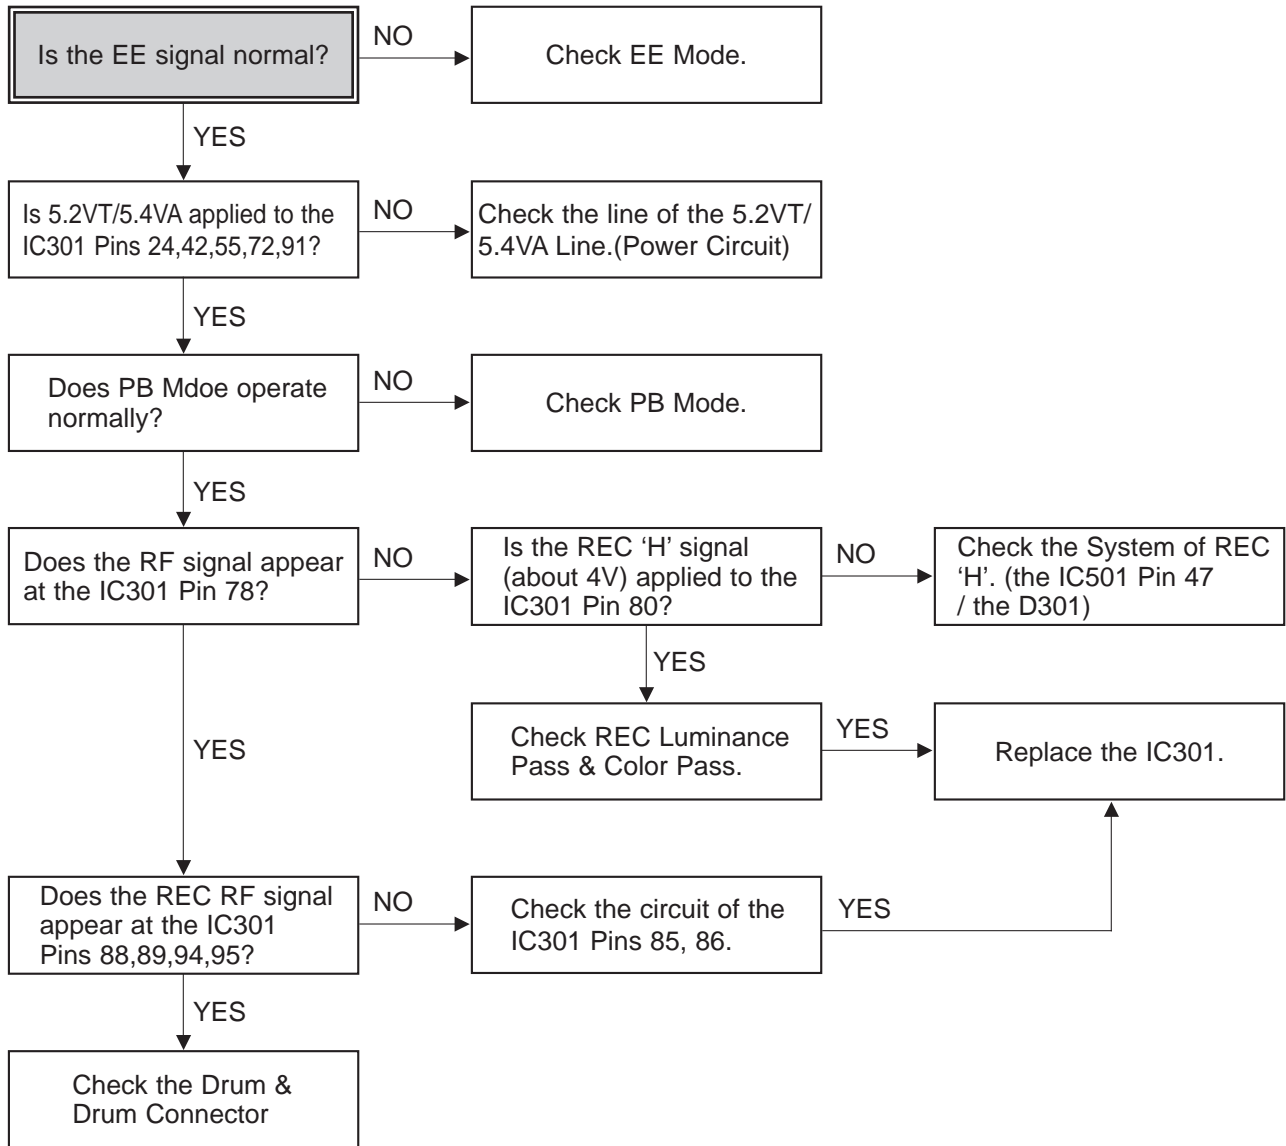 Is the EE signal normal?
NO
Check EE Mode.
YES
Is 5.2VT/5.4VA applied to the
IC301 Pins 24,42,55,72,91?
NO
Check the line of the 5.2VT/
5.4VA Line.(Power Circuit)
YES
Does PB Mdoe operate
normally?
NO
Check PB Mode.
YES
Does the RF signal appear
at the IC301 Pin 78?
NO
Is the REC ‘H’ signal
(about 4V) applied to the
IC301 Pin 80?
NO
Check the System of REC
‘H’. (the IC501 Pin 47
/ the D301)
YES
Check REC Luminance
Pass & Color Pass.
YES
Replace the IC301.
YES
Does the REC RF signal
appear at the IC301
Pins 88,89,94,95?
NO
Check the circuit of the
IC301 Pins 85, 86.
YES
YES
Check the Drum &
Drum Connector